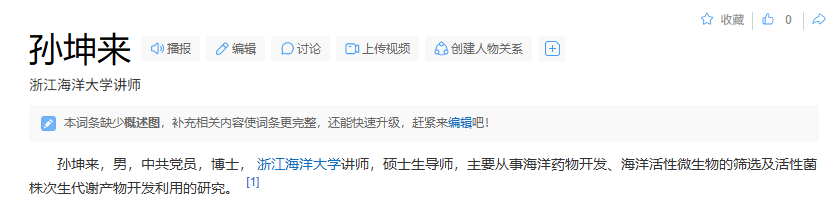 收藏 0
孙坤来 播报 编辑 讨论 上传视频 创建人物关系
浙江海洋大学讲师
本词条缺少概述图，补充相关内容使词条更完整，还能快速升级，赶紧来编辑吧！
孙坤来，男，中共党员，博士， 浙江海洋大学讲师，硕士生导师，主要从事海洋药物开发、海洋活性微生物的筛选及活性菌
株次生代谢产物开发利用的研究。 [1]